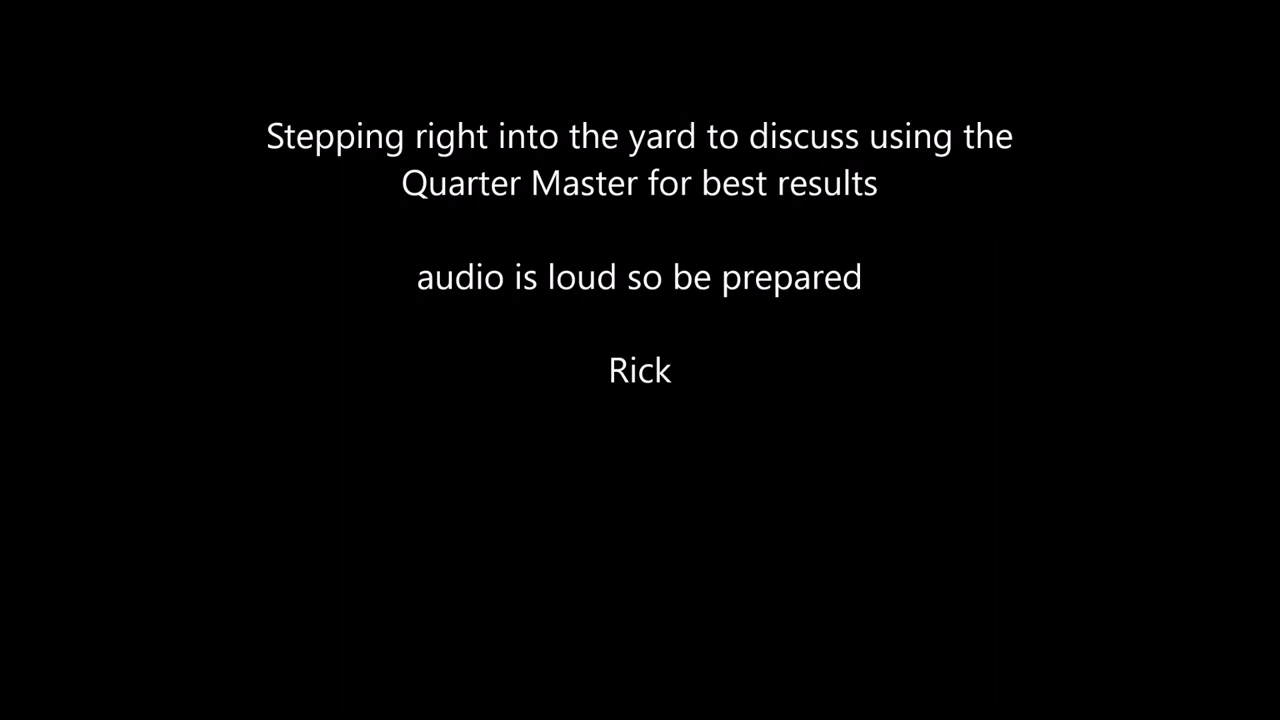 Stepping right into the yard to discuss using the
Quarter Master for best results
audio is loud so be prepared
Rick